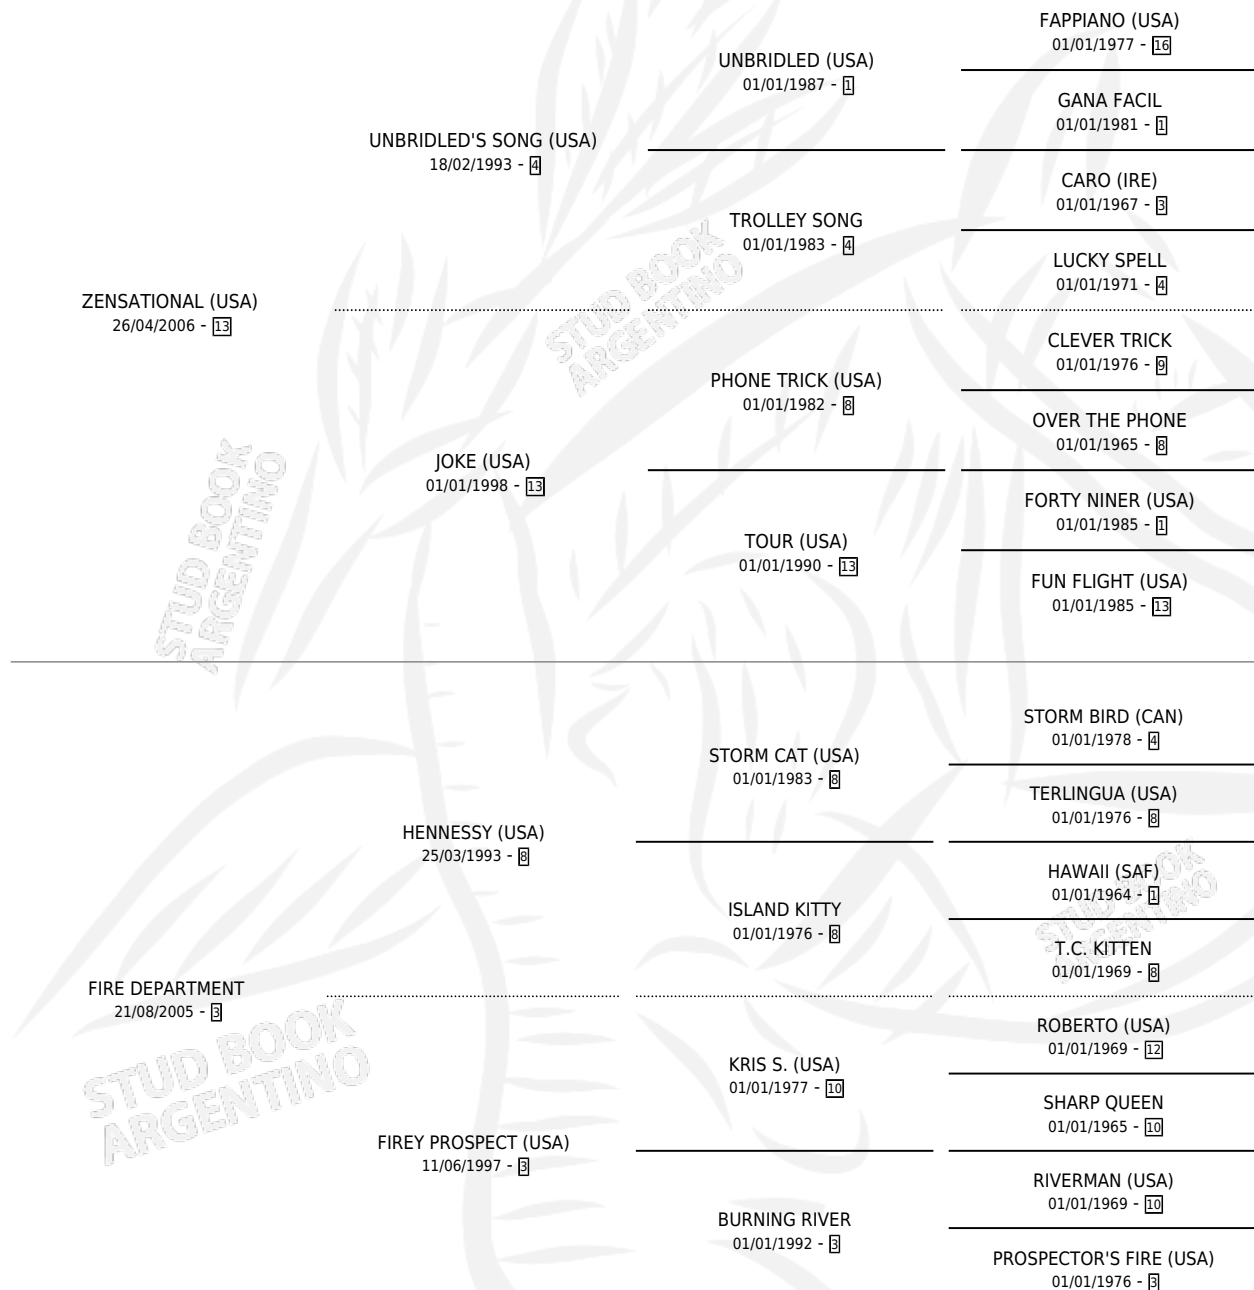 FAPPIANO (USA)
01/01/1977 - 16
UNBRIDLED (USA)
01/01/1987 - 1
GANA FACIL
01/01/1981 - 1
UNBRIDLED'S SONG (USA)
18/02/1993 - 4
CARO (IRE)
01/01/1967 - 3
TROLLEY SONG
01/01/1983 - 4
LUCKY SPELL
01/01/1971 - 4
ZENSATIONAL (USA)
26/04/2006 - 13
STUD BOOK
ARGENTINO
CLEVER TRICK
01/01/1976 - 9
PHONE TRICK (USA)
01/01/1982 - 8
OVER THE PHONE
01/01/1965 - 8
JOKE (USA)
01/01/1998 - 13
FORTY NINER (USA)
01/01/1985 - 1
TOUR (USA)
01/01/1990 - 13
FUN FLIGHT (USA)
01/01/1985 - 13
STUD BOOK
ARGENTINO
STORM BIRD (CAN)
01/01/1978 - 4
STORM CAT (USA)
01/01/1983 - 8
TERLINGUA (USA)
01/01/1976 - 8
HENNESSY (USA)
25/03/1993 - 8
HAWAII (SAF)
01/01/1964 - 1
ISLAND KITTY
01/01/1976 - 8
STUD BOOK
ARGENTINO
T.C. KITTEN
01/01/1969 - 8
FIRE DEPARTMENT
21/08/2005 - 3
STUD BOOK
ARGENTINO
ROBERTO (USA)
01/01/1969 - 12
KRIS S. (USA)
01/01/1977 - 10
SHARP QUEEN
01/01/1965 - 10
FIREY PROSPECT (USA)
11/06/1997 - 3
RIVERMAN (USA)
01/01/1969 - 10
BURNING RIVER
01/01/1992 - 3
PROSPECTOR'S FIRE (USA)
01/01/1976 - 3